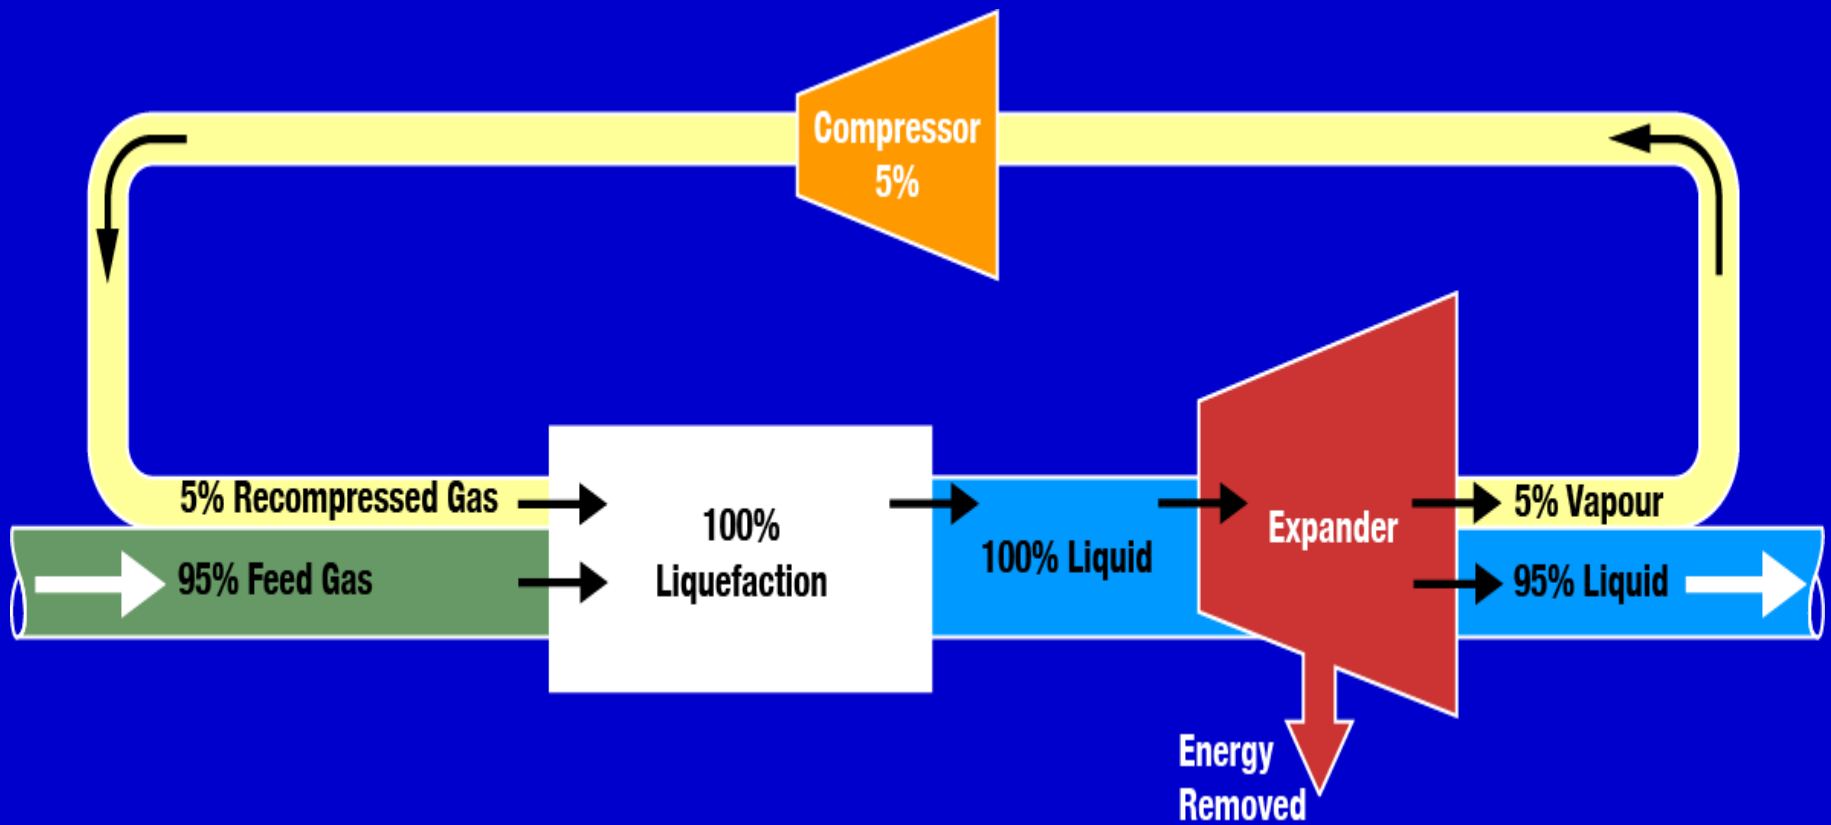 Compressor
5%
5% Recompressed Gas
95% Feed Gas
100%
Liquefaction
100% Liquid
Expander
5% Vapour
95% Liquid
Energy
Removed